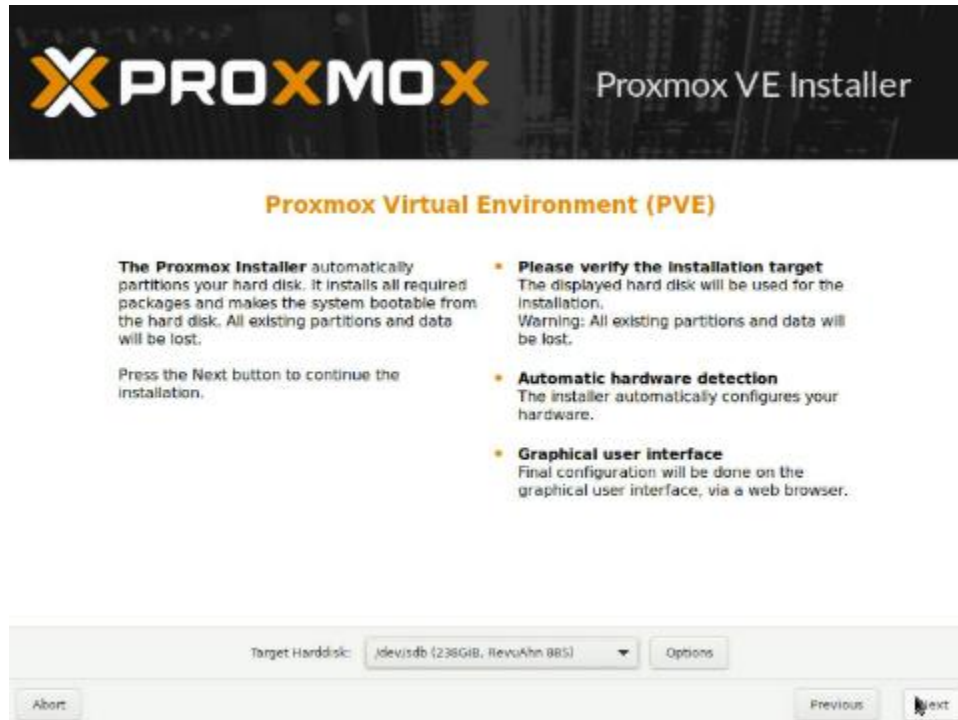 PROXMOX
Proxmox VE Installer
Proxmox Virtual Environment (PVE)
The Proxmox Installer automatically
partitions your hard disk. It installs all required
packages and makes the system bootable from
the hard disk. All existing partitions and data
will be lost.
Press the Next button to continue the
installation.
Please verify the installation target
The displayed hard disk will be used for the
installation.
Warning: All existing partitions and data will
be lost.
Automatic hardware detection
The installer automatically configures your
hardware.
Graphical user interface
Final configuration will be done on the
graphical user interface, via a web browser.
Target Harddisk:
/dev/sdb (238GiB,
Options
Abort
Previous
Next